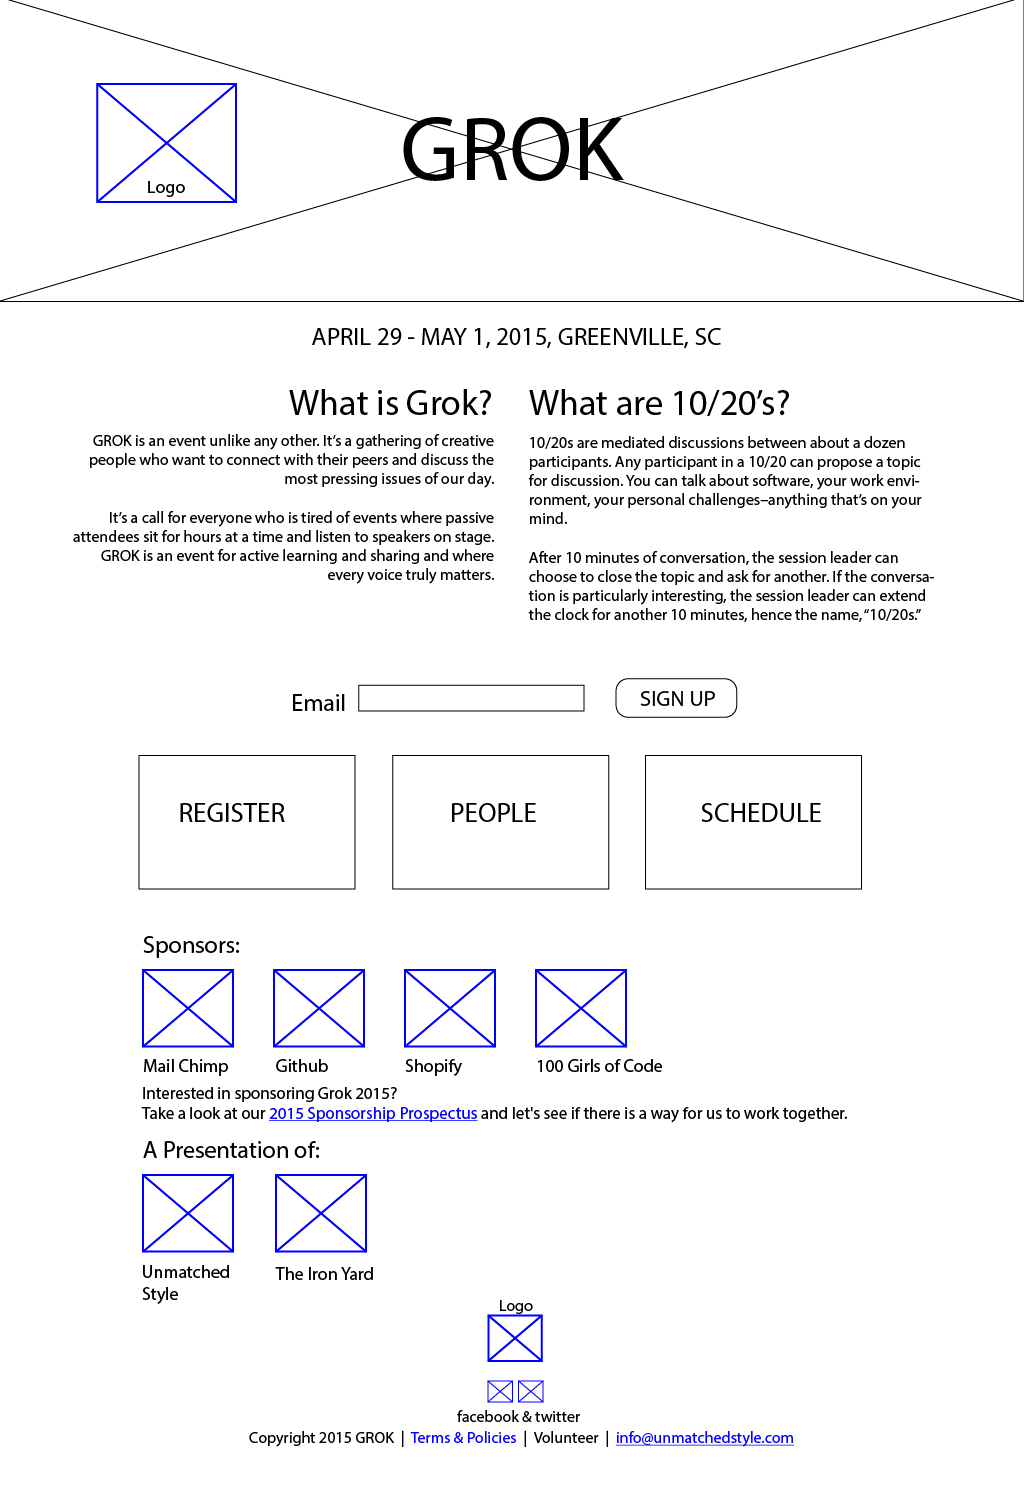 Logo
GROK
APRIL 29 - MAY 1, 2015, GREENVILLE, SC
What is Grok?
GROK is an event unlike any other. It’s a gathering of creative
people who want to connect with their peers and discuss the
most pressing issues of our day.
It’s a call for everyone who is tired of events where passive
attendees sit for hours at a time and listen to speakers on stage.
GROK is an event for active learning and sharing and where
every voice truly matters.
What are 10/20’s?
10/20s are mediated discussions between about a dozen
participants. Any participant in a 10/20 can propose a topic
for discussion. You can talk about software, your work envi-
ronment, your personal challenges–anything that’s on your
mind.
After 10 minutes of conversation, the session leader can
choose to close the topic and ask for another. If the conversa-
tion is particularly interesting, the session leader can extend
the clock for another 10 minutes, hence the name, “10/20s.”
Email
SIGN UP
REGISTER
PEOPLE
SCHEDULE
Sponsors:
Mail Chimp
Github
Shopify
100 Girls of Code
Interested in sponsoring Grok 2015?
Take a look at our 2015 Sponsorship Prospectus and let's see if there is a way for us to work together.
A Presentation of:
Unmatched
Style
The Iron Yard
Logo
facebook & twitter
Copyright 2015 GROK | Terms & Policies | Volunteer | info@unmatchedstyle.com